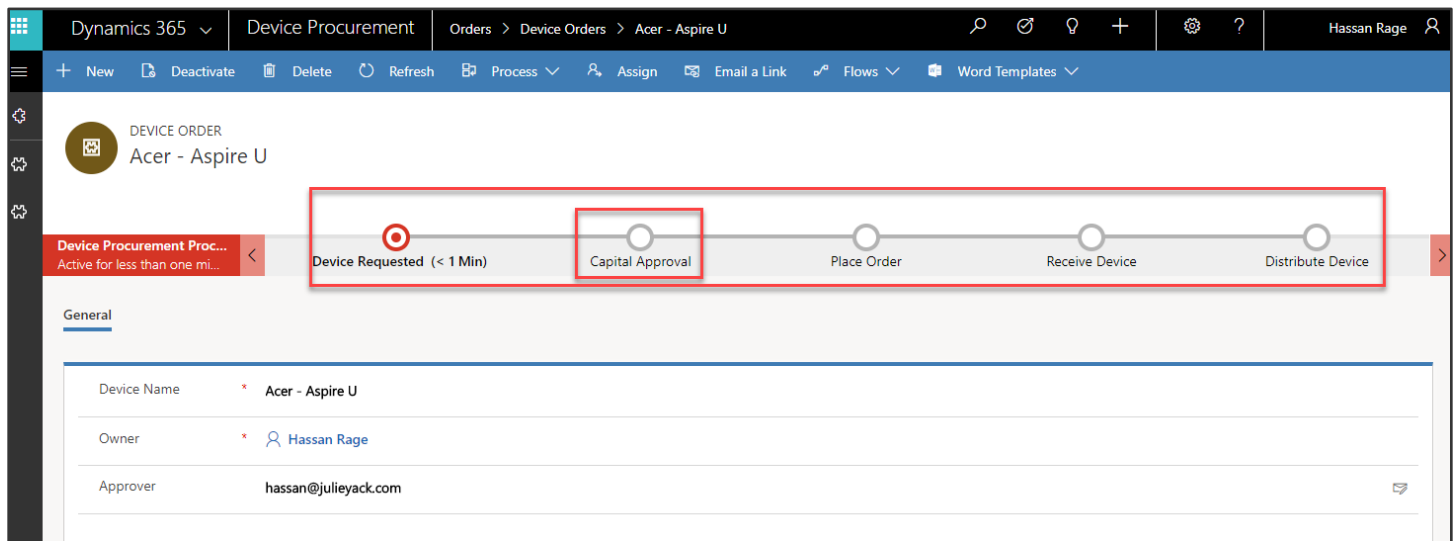 Dynamics 365 Device Procurement Orders > Device Orders > Acer - Aspire U Hassan Rage
New Deactivate Delete Refresh Process Assign Email a Link Flows Word Templates
DEVICE ORDER
Acer - Aspire U
Device Procurement Proc...
Active for less than one mi...
Device Requested (< 1 Min) Capital Approval Place Order Receive Device Distribute Device
General
Device Name * Acer - Aspire U
Owner * Hassan Rage
Approver hassan@julieyack.com